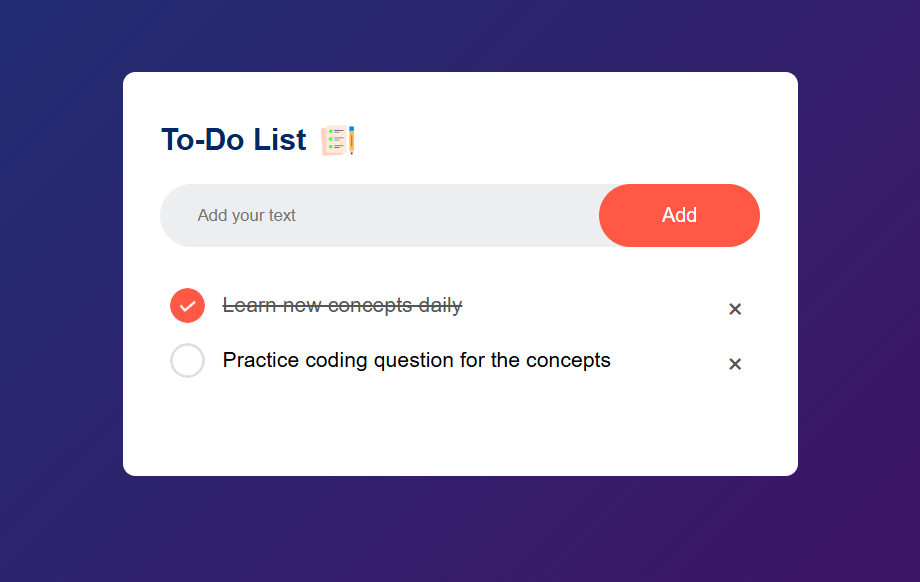 To-Do List
Add your text
Add
Learn new concepts daily
×
Practice coding question for the concepts
×